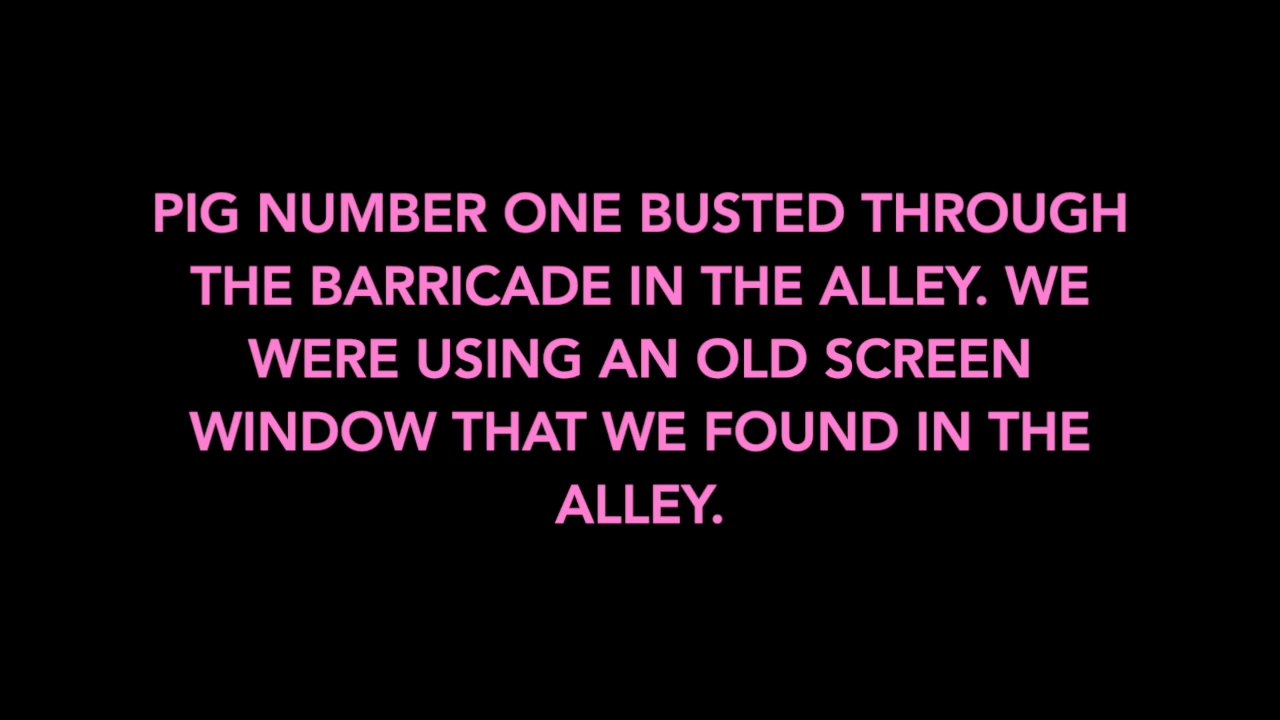 PIG NUMBER ONE BUSTED THROUGH
THE BARRICADE IN THE ALLEY. WE
WERE USING AN OLD SCREEN
WINDOW THAT WE FOUND IN THE
ALLEY.